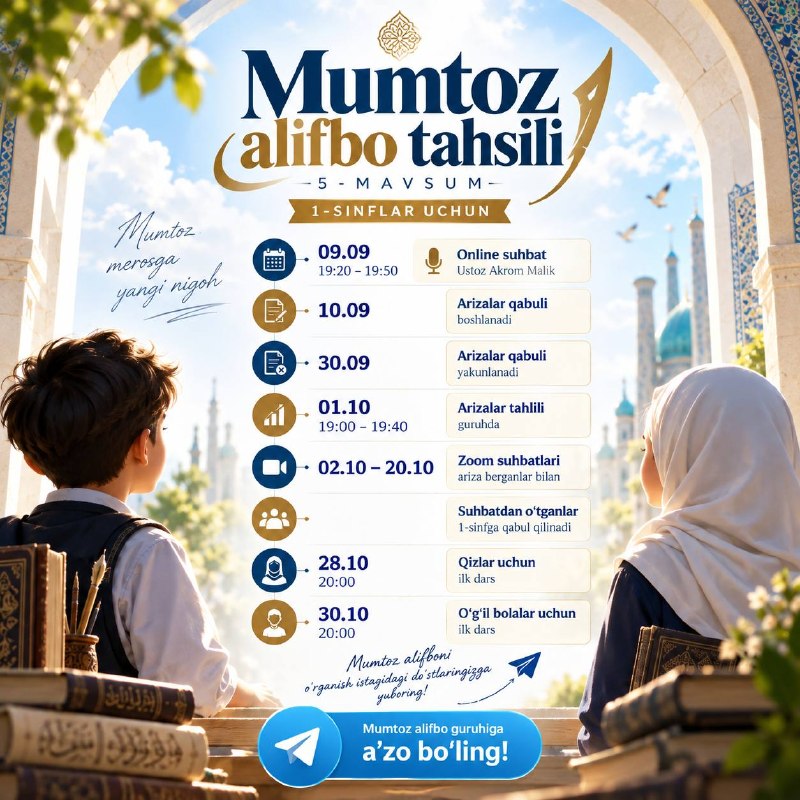 Mumtoz
alifbo tahsili
5-MAVSUM
1-SINFLAR UCHUN
Mumtoz
merosga
yangi nigoh
09.09
19:20 – 19:50
Online suhbat
Ustoz Akrom Malik
10.09
Arizalar qabuli
boshlanadi
30.09
Arizalar qabuli
yakunlanadi
01.10
19:00 – 19:40
Arizalar tahlili
guruhda
02.10 – 20.10
Zoom suhbatlari
ariza berganlar bilan
Suhbatdan o‘tganlar
1-sinfga qabul qilinadi
28.10
20:00
Qizlar uchun
ilk dars
30.10
20:00
O‘g‘il bolalar uchun
ilk dars
Mumtoz alifboni
o‘rganish istagidagi do‘stlaringizga
yuboring!
Mumtoz alifbo guruhiga
a’zo bo‘ling!